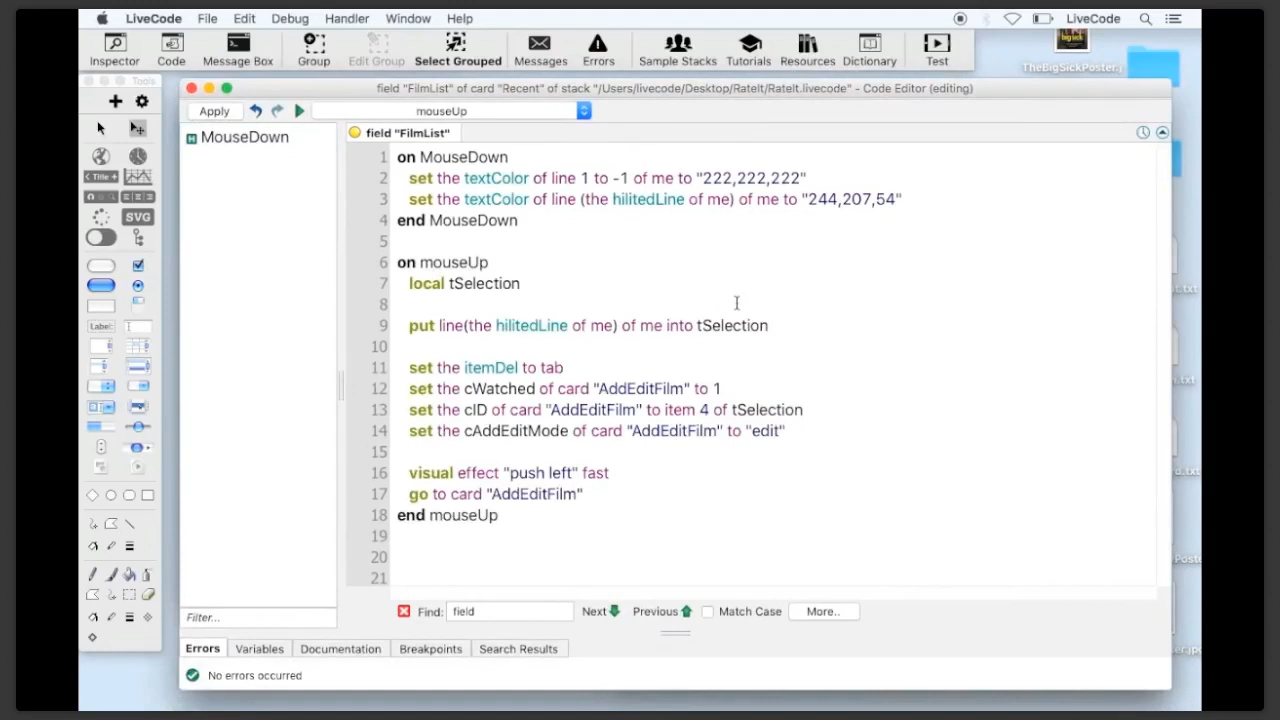 LiveCode File Edit Debug Handler Window Help LiveCode
Inspector Code Message Box Group Edit Group Select Grouped Messages Errors Sample Stacks Tutorials Resources Dictionary Test
TheBigSickPoster.j
Tools
field "FilmList" of card "Recent" of stack "/Users/livecode/Desktop/RateIt/RateIt.livecode" - Code Editor (editing)
Apply mouseUp
MouseDown
field "FilmList"
1 on MouseDown
2 set the textColor of line 1 to -1 of me to "222,222,222"
3 set the textColor of line (the hilitedLine of me) of me to "244,207,54"
4 end MouseDown
5
6 on mouseUp
7 local tSelection
8
9 put line(the hilitedLine of me) of me into tSelection
10
11 set the itemDel to tab
12 set the cWatched of card "AddEditFilm" to 1
13 set the cID of card "AddEditFilm" to item 4 of tSelection
14 set the cAddEditMode of card "AddEditFilm" to "edit"
15
16 visual effect "push left" fast
17 go to card "AddEditFilm"
18 end mouseUp
19
20
21
Title
SVG
Label:
Filter...
Find: field Next Previous Match Case More..
Errors Variables Documentation Breakpoints Search Results
No errors occurred